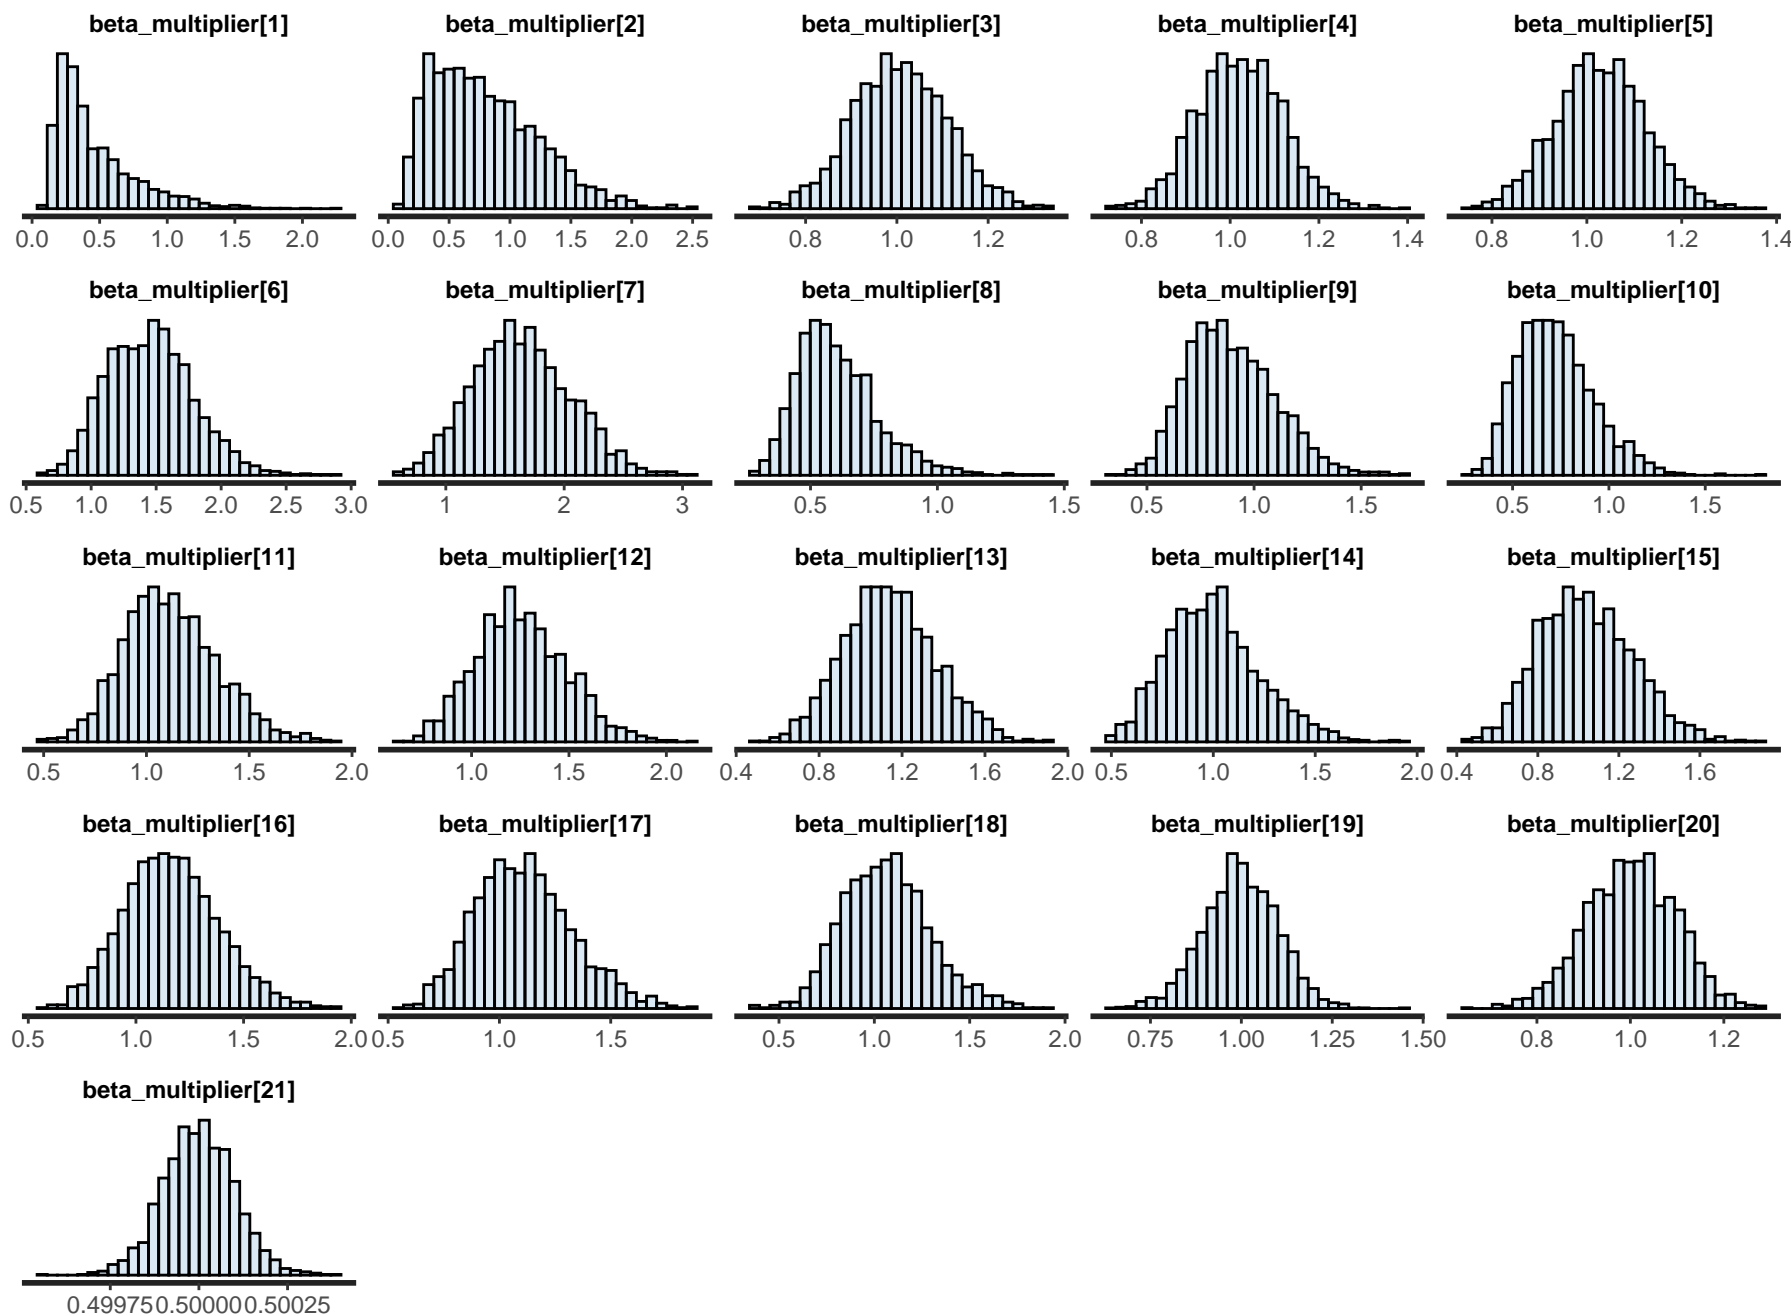 beta_multiplier[1] beta_multiplier[2] beta_multiplier[3] beta_multiplier[4] beta_multiplier[5]
0.0 0.5 1.0 1.5 2.0 0.0 0.5 1.0 1.5 2.0 2.5 0.8 1.0 1.2 0.8 1.0 1.2 1.4 0.8 1.0 1.2 1.4
beta_multiplier[6] beta_multiplier[7] beta_multiplier[8] beta_multiplier[9] beta_multiplier[10]
0.5 1.0 1.5 2.0 2.5 3.0 1 2 3 0.5 1.0 1.5 0.5 1.0 1.5 0.5 1.0 1.5
beta_multiplier[11] beta_multiplier[12] beta_multiplier[13] beta_multiplier[14] beta_multiplier[15]
0.5 1.0 1.5 2.0 1.0 1.5 2.0 0.4 0.8 1.2 1.6 2.0 0.5 1.0 1.5 2.0 0.4 0.8 1.2 1.6
beta_multiplier[16] beta_multiplier[17] beta_multiplier[18] beta_multiplier[19] beta_multiplier[20]
0.5 1.0 1.5 2.0 0.5 1.0 1.5 0.5 1.0 1.5 2.0 0.75 1.00 1.25 1.50 0.8 1.0 1.2
beta_multiplier[21]
0.49975 0.50000 0.50025